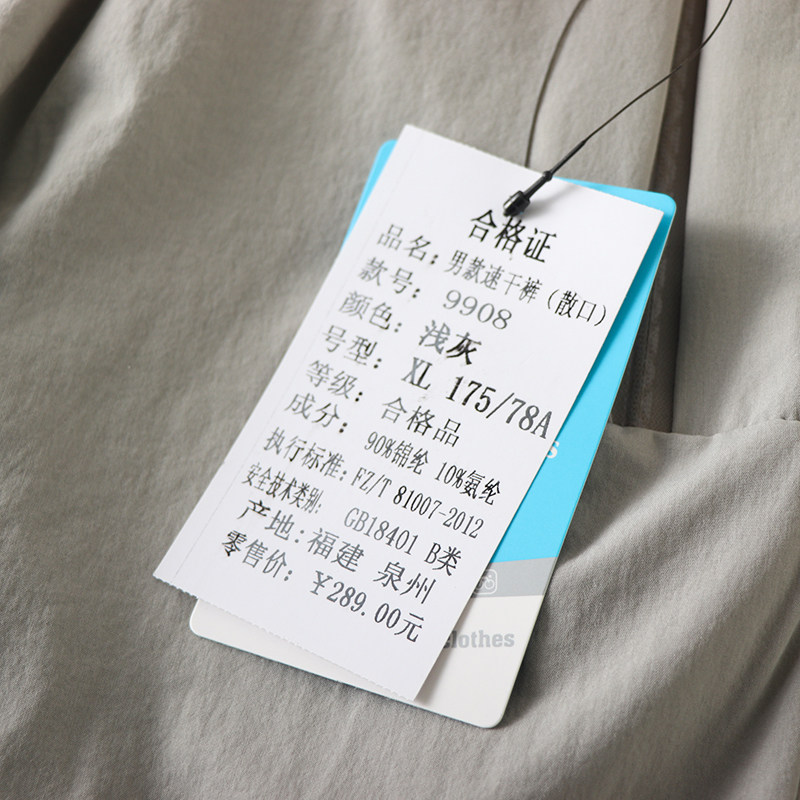 合格证
品名：男款速干裤（散口）
款号：9908
颜色：浅灰
号型：XL 175/78A
等级：合格品
成分：90%锦纶 10%氨纶
执行标准：FZ/T 81007-2012
安全技术类别：GB18401 B类
产地：福建 泉州
零售价：￥289.00元
clothes